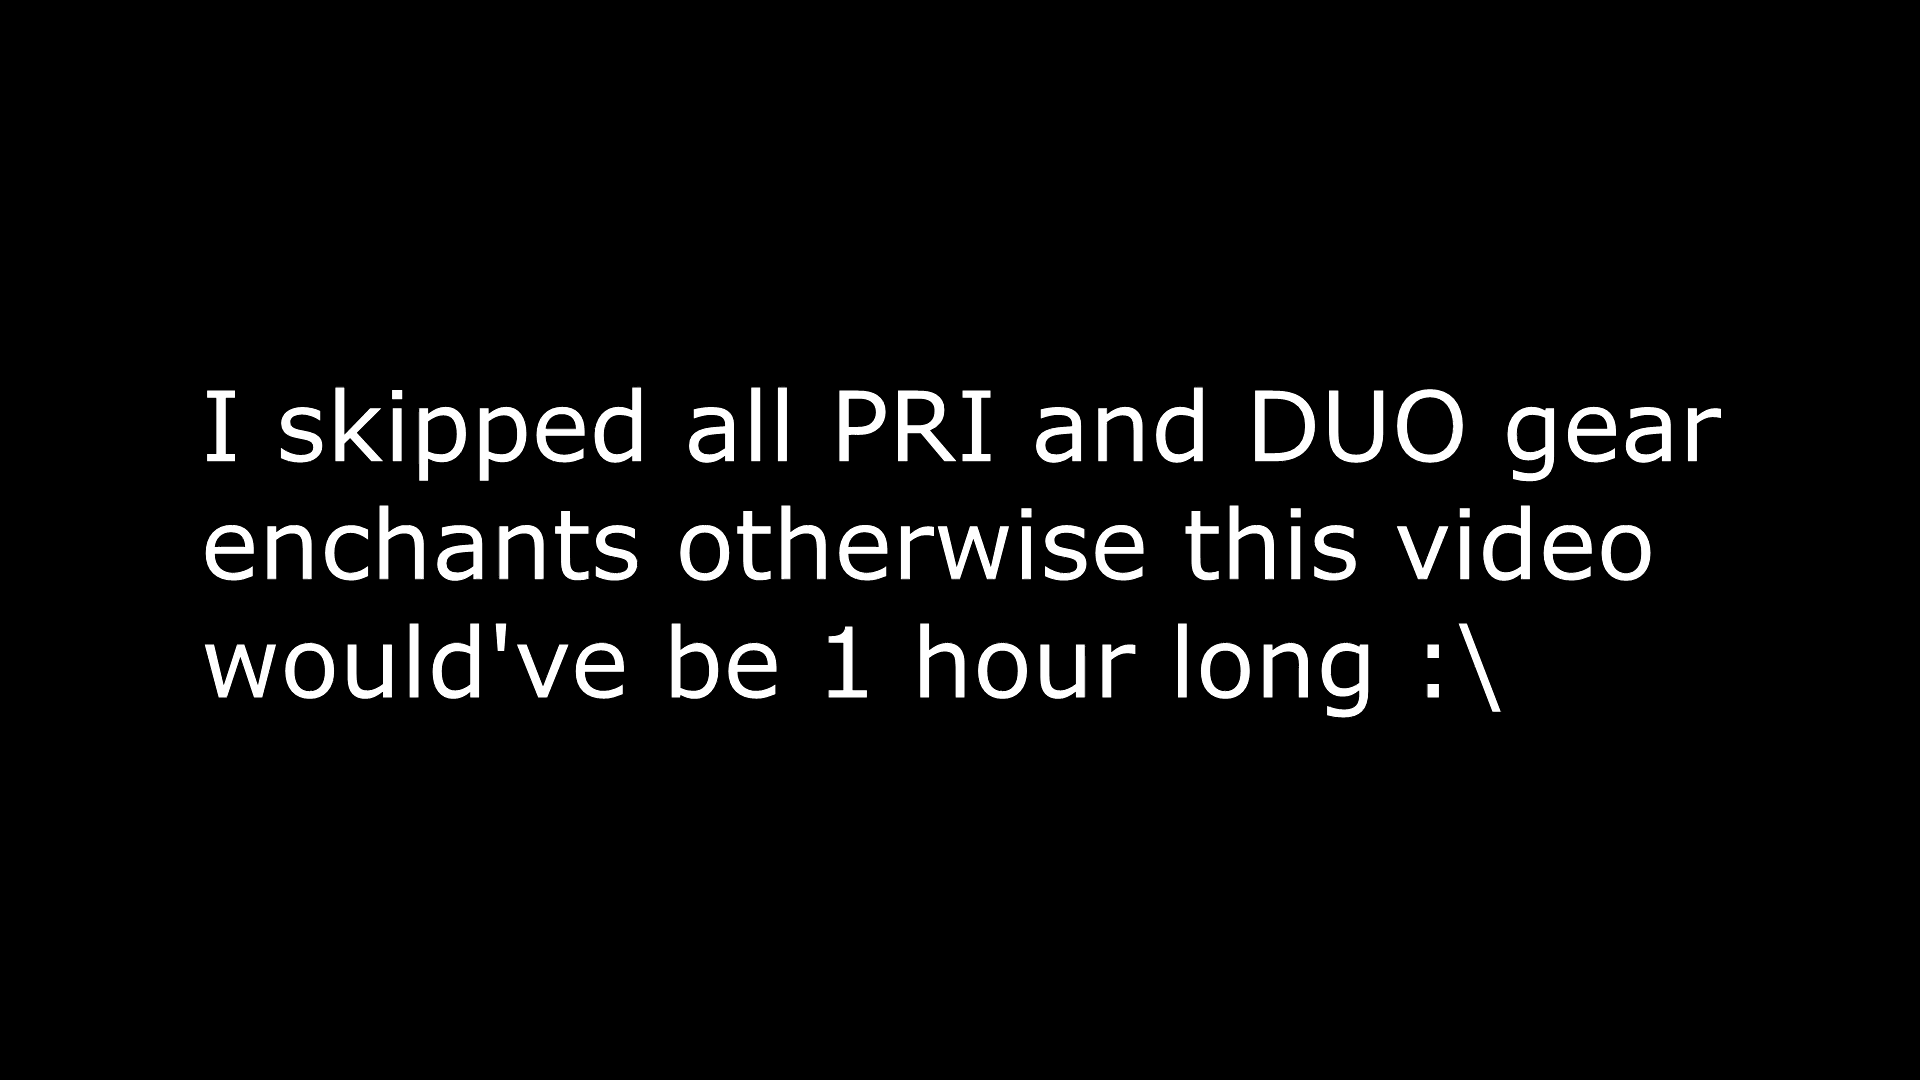 I skipped all PRI and DUO gear
enchants otherwise this video
would've be 1 hour long :\